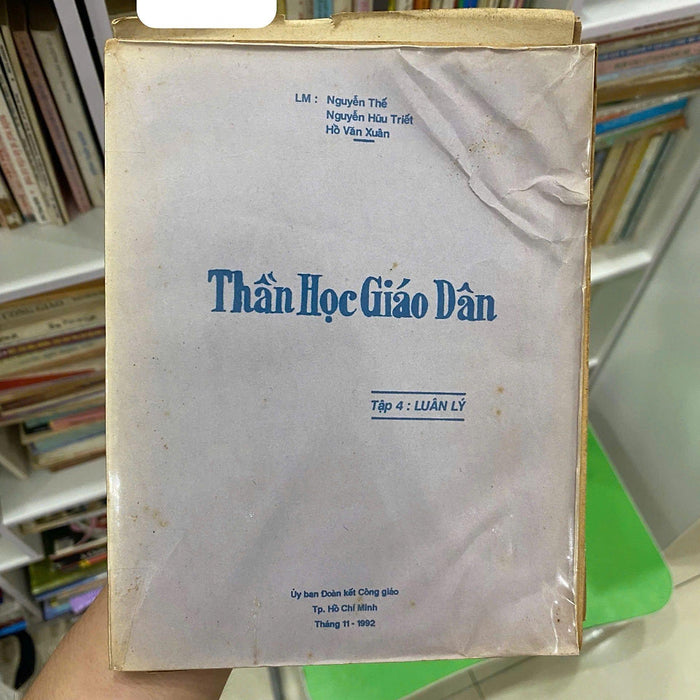 LM : Nguyễn Thế
Nguyễn Hữu Triết
Hồ Văn Xuân
Thần Học Giáo Dân
Tập 4 : LUÂN LÝ
Ủy ban Đoàn kết Công giáo
Tp. Hồ Chí Minh
Tháng 11 - 1992